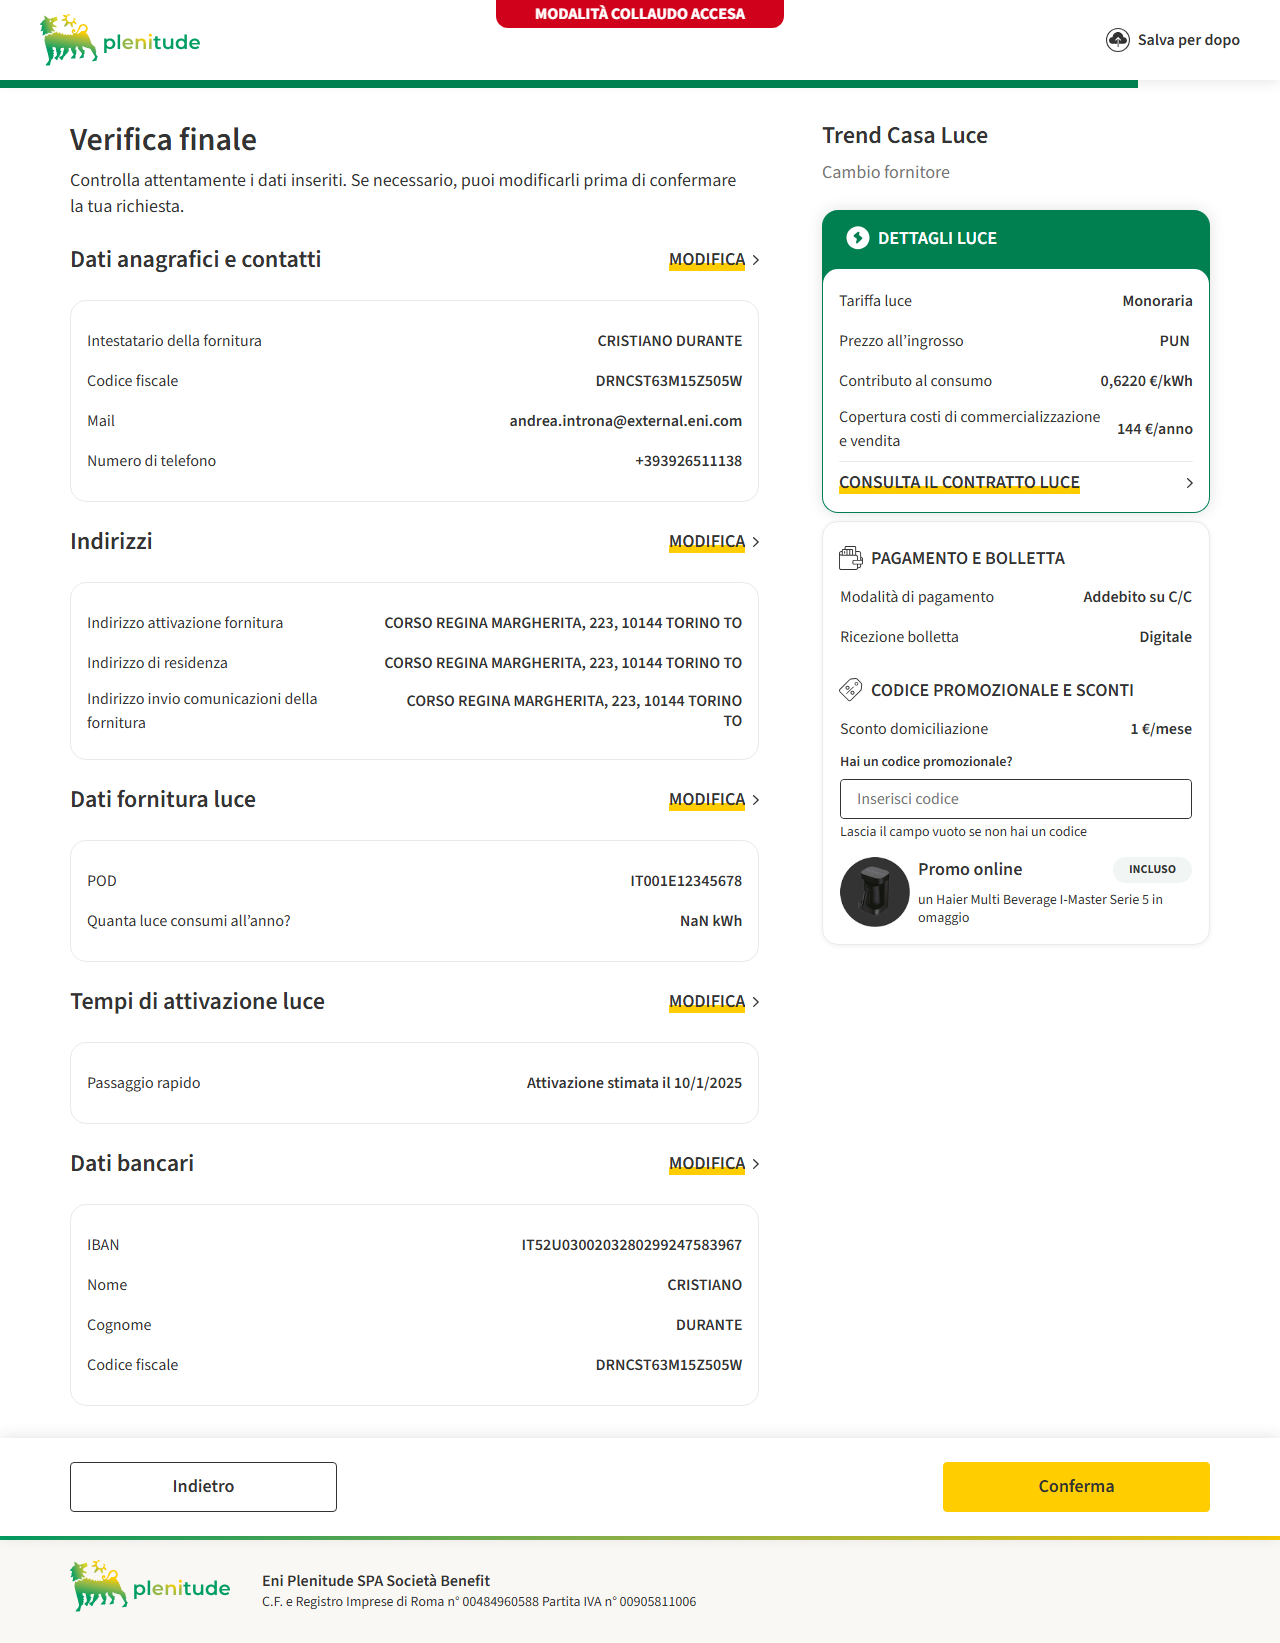 MODALITÀ COLLAUDO ACCESA
plenitude
Salva per dopo
Verifica finale
Controlla attentamente i dati inseriti. Se necessario, puoi modificarli prima di confermare
la tua richiesta.
Dati anagrafici e contatti
MODIFICA
Intestatario della fornitura
CRISTIANO DURANTE
Codice fiscale
DRNCST63M15Z505W
Mail
andrea.introna@external.eni.com
Numero di telefono
+393926511138
Indirizzi
MODIFICA
Indirizzo attivazione fornitura
CORSO REGINA MARGHERITA, 223, 10144 TORINO TO
Indirizzo di residenza
CORSO REGINA MARGHERITA, 223, 10144 TORINO TO
Indirizzo invio comunicazioni della
fornitura
CORSO REGINA MARGHERITA, 223, 10144 TORINO
TO
Dati fornitura luce
MODIFICA
POD
IT001E12345678
Quanta luce consumi all'anno?
NaN kWh
Tempi di attivazione luce
MODIFICA
Passaggio rapido
Attivazione stimata il 10/1/2025
Dati bancari
MODIFICA
IBAN
IT52U0300203280299247583967
Nome
CRISTIANO
Cognome
DURANTE
Codice fiscale
DRNCST63M15Z505W
Trend Casa Luce
Cambio fornitore
DETTAGLI LUCE
Tariffa luce
Monoraria
Prezzo all'ingrosso
PUN
Contributo al consumo
0,6220 €/kWh
Copertura costi di commercializzazione
e vendita
144 €/anno
CONSULTA IL CONTRATTO LUCE
PAGAMENTO E BOLLETTA
Modalità di pagamento
Addebito su C/C
Ricezione bolletta
Digitale
CODICE PROMOZIONALE E SCONTI
Sconto domiciliazione
1 €/mese
Hai un codice promozionale?
Inserisci codice
Lascia il campo vuoto se non hai un codice
Promo online
INCLUSO
un Haier Multi Beverage I-Master Serie 5 in
omaggio
Indietro
Conferma
plenitude
Eni Plenitude SPA Società Benefit
C.F. e Registro Imprese di Roma n° 00484960588 Partita IVA n° 00905811006